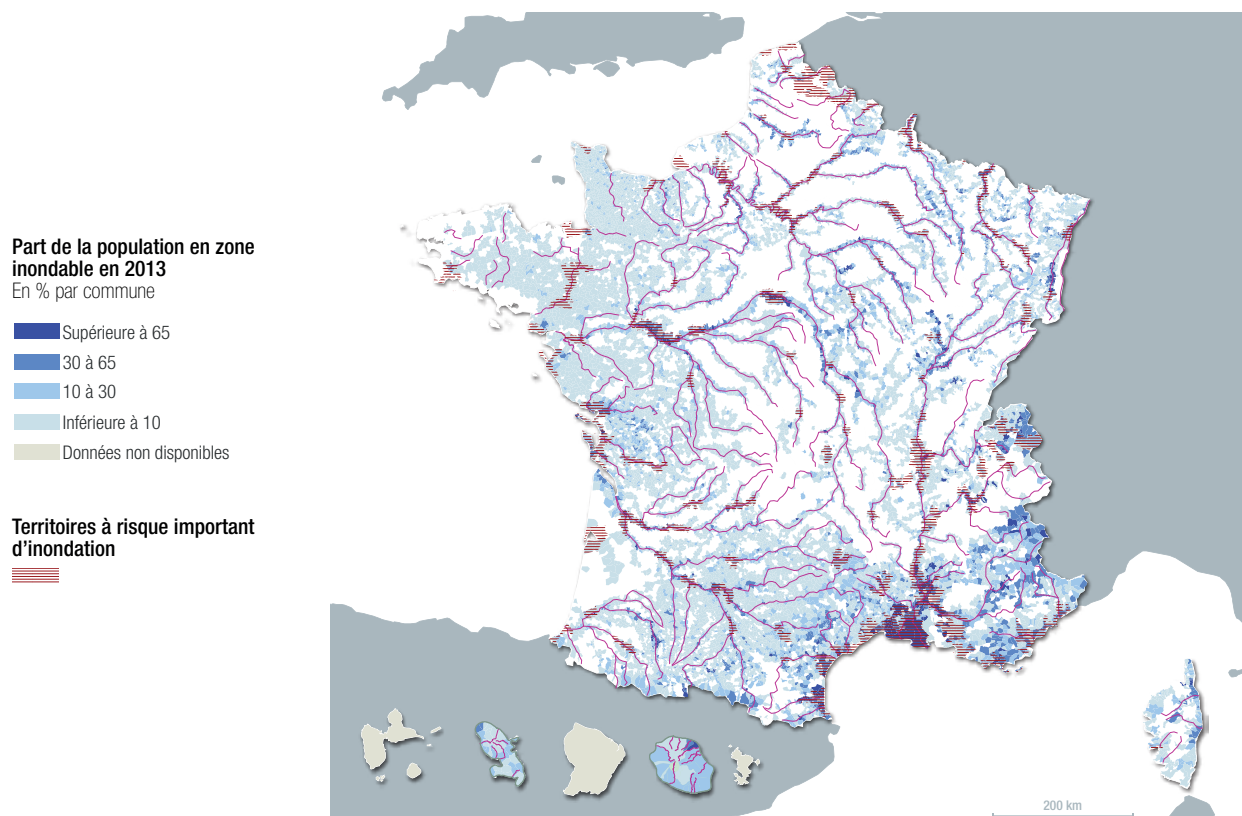 Part de la population en zone
inondable en 2013
En % par commune
Supérieure à 65
30 à 65
10 à 30
Inférieure à 10
Données non disponibles
Territoires à risque important
d’inondation
200 km